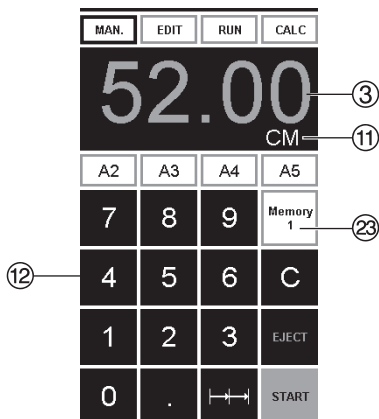 MAN. EDIT RUN CALC
52.00 ③
CM ⑪
A2 A3 A4 A5
7 8 9 Memory
1 ㉓
⑫ 4 5 6 C
1 2 3 EJECT
0 . START